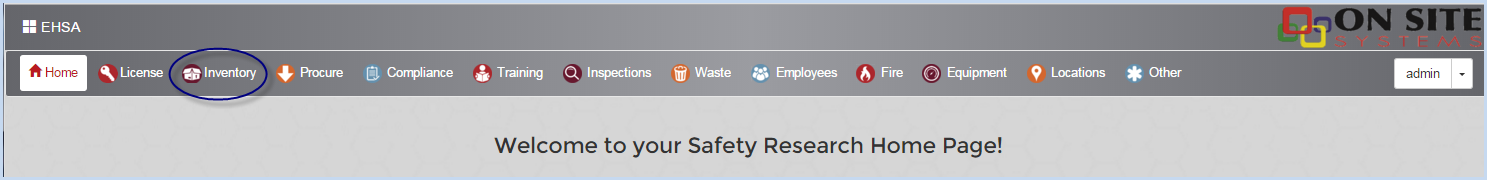 EHSA
ON SITE
SYSTEMS
Home License Inventory Procure Compliance Training Inspections Waste Employees Fire Equipment Locations Other admin
Welcome to your Safety Research Home Page!